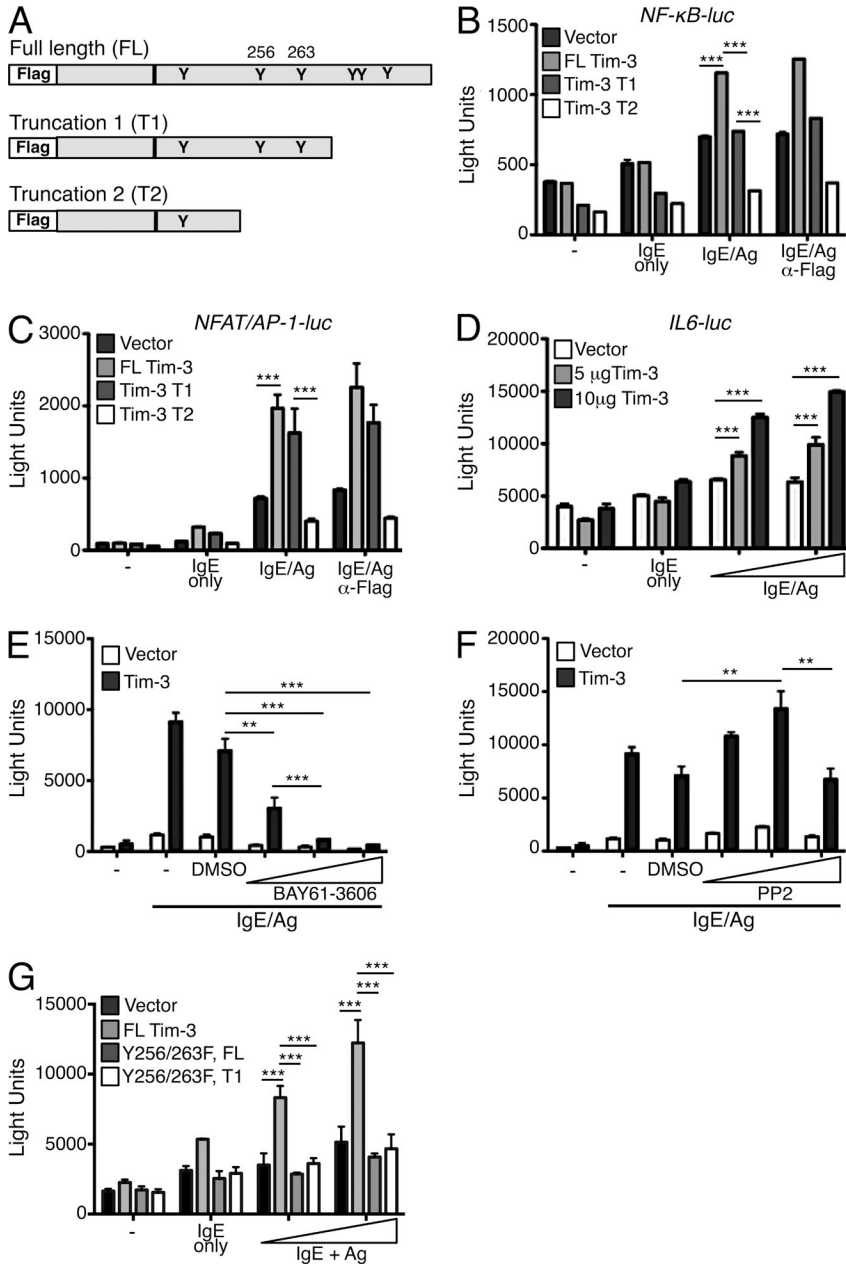 A
Full length (FL)
256 263
Flag Y Y Y YY Y
Truncation 1 (T1)
Flag Y Y Y
Truncation 2 (T2)
Flag Y
B
NF-κB-luc
Vector
FL Tim-3
Tim-3 T1
Tim-3 T2
Light Units
1500
1000
500
0
*** *** ***
- IgE only IgE/Ag IgE/Ag α-Flag
C
NFAT/AP-1-luc
Vector
FL Tim-3
Tim-3 T1
Tim-3 T2
Light Units
3000
2000
1000
0
*** ***
- IgE only IgE/Ag IgE/Ag α-Flag
D
IL6-luc
Vector
5 μgTim-3
10μg Tim-3
Light Units
20000
15000
10000
5000
0
*** *** *** ***
- IgE only
IgE/Ag
E
Vector
Tim-3
Light Units
15000
10000
5000
0
***
***
**
***
- - DMSO
BAY61-3606
IgE/Ag
F
Vector
Tim-3
Light Units
20000
15000
10000
5000
0
** **
- - DMSO
PP2
IgE/Ag
G
Vector
FL Tim-3
Y256/263F, FL
Y256/263F, T1
Light Units
15000
10000
5000
0
*** *** ***
*** *** ***
- IgE only
IgE + Ag